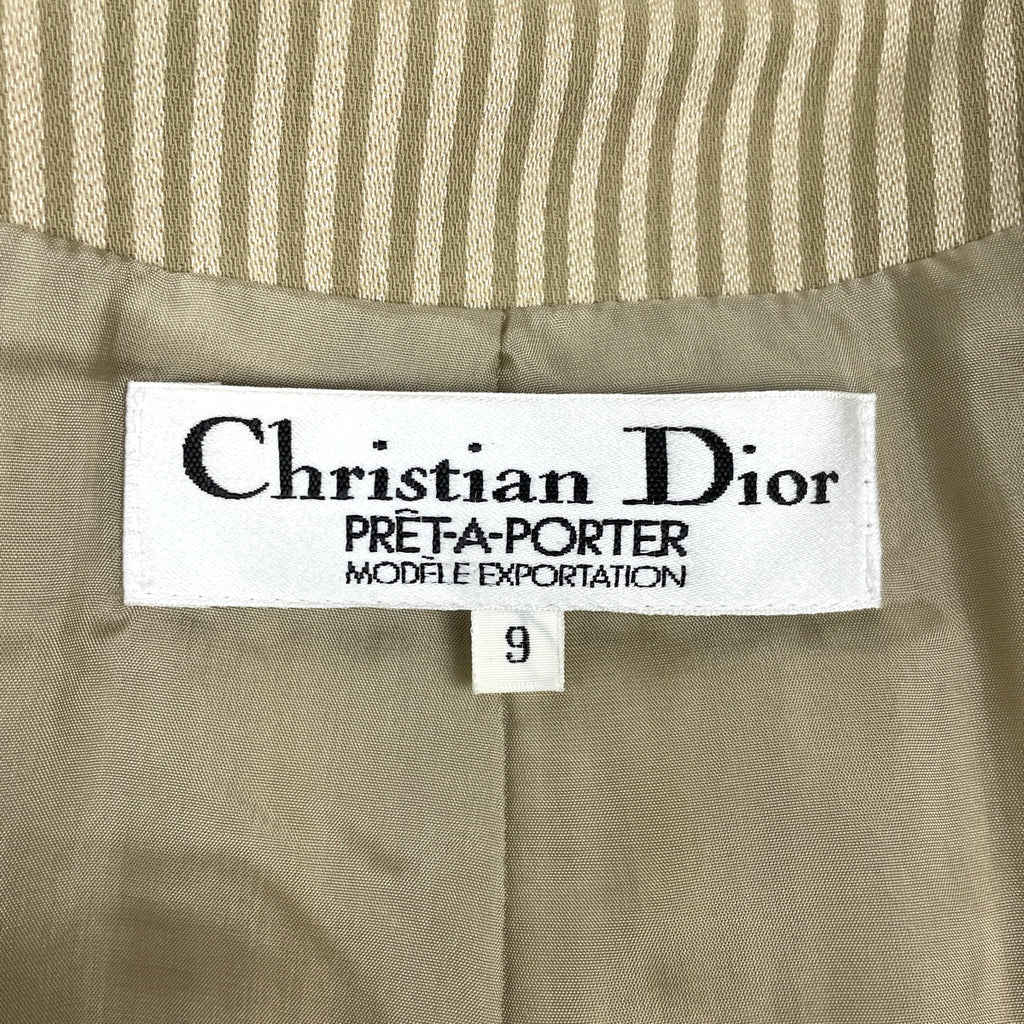 Christian Dior
PRÊT-A-PORTER
MODÈLE EXPORTATION
9